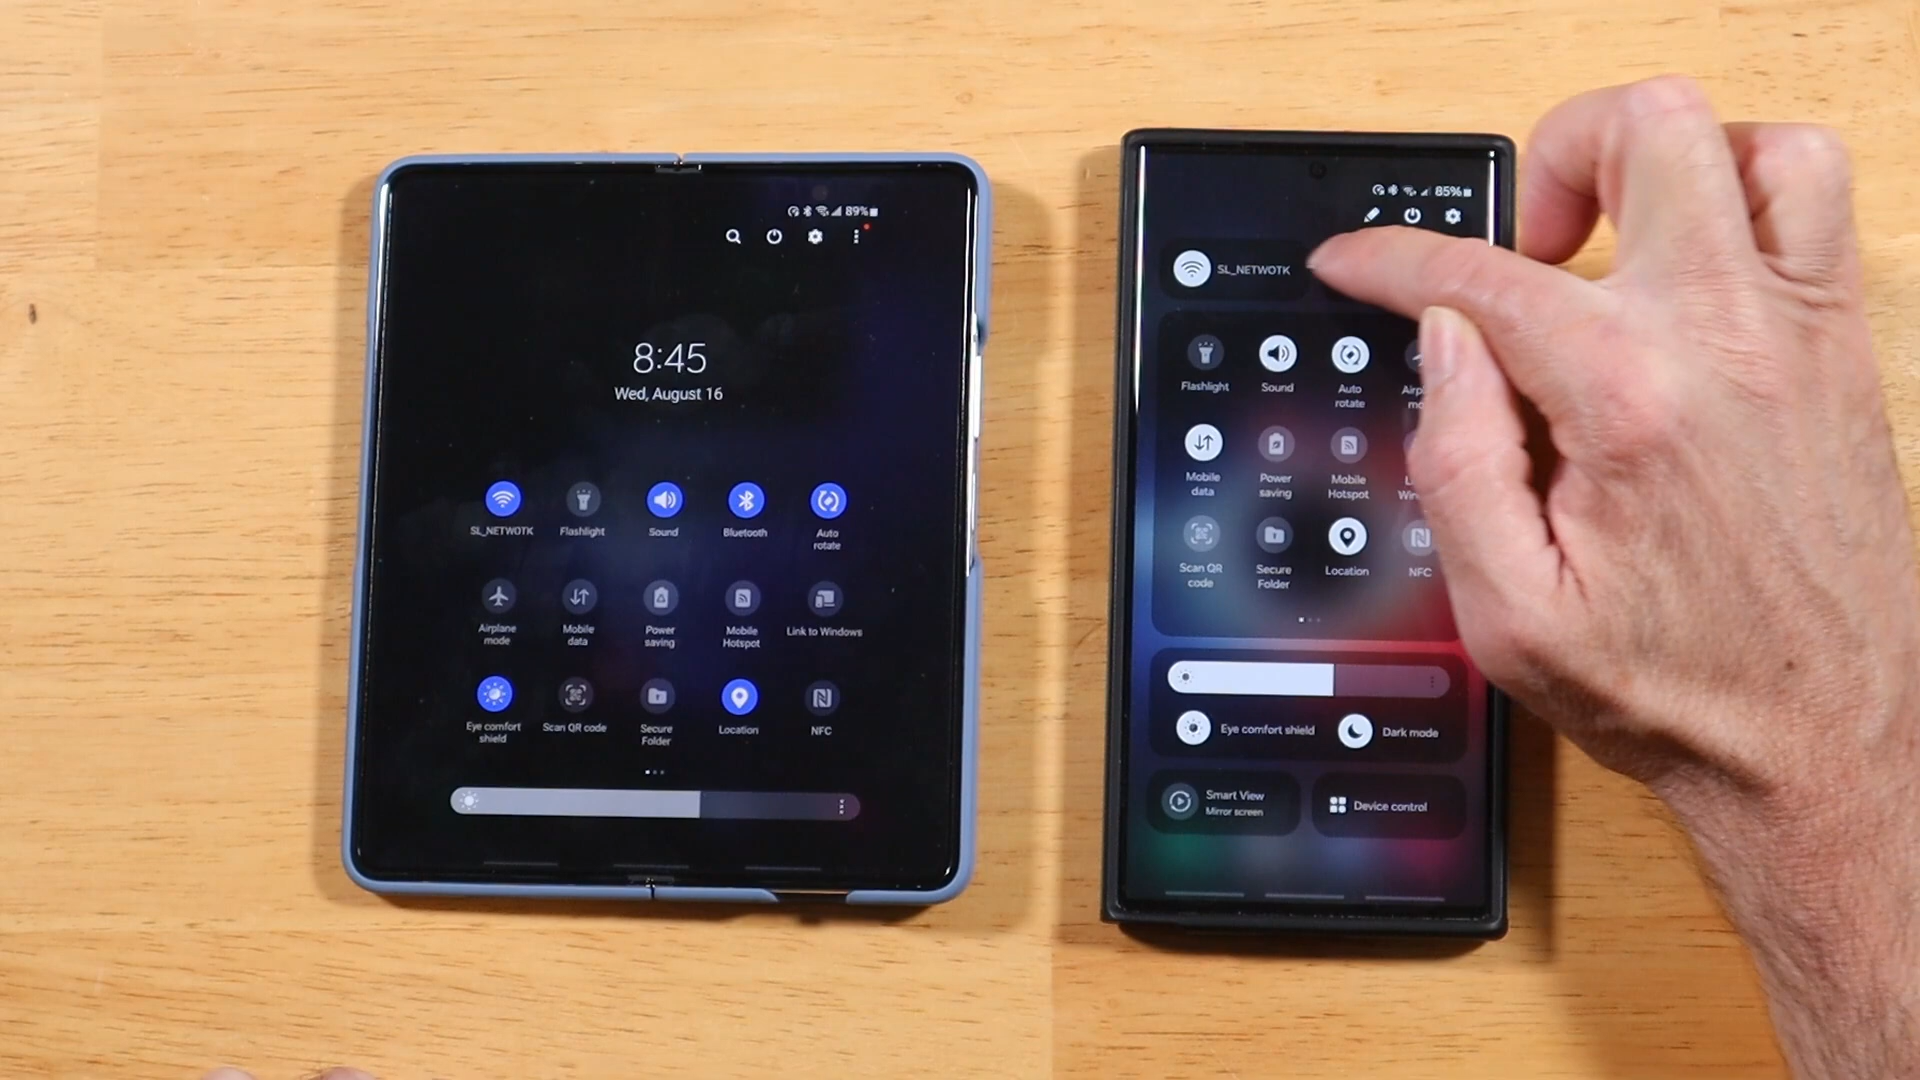 89%
8:45
Wed, August 16
SL_NETWOTK
Flashlight
Sound
Bluetooth
Auto
rotate
Airplane
mode
Mobile
data
Power
saving
Mobile
Hotspot
Link to Windows
Eye comfort
shield
Scan QR code
Secure
Folder
Location
NFC
85%
SL_NETWOTK
Flashlight
Sound
Auto
rotate
Airpl
mo
Mobile
data
Power
saving
Mobile
Hotspot
L
Win
Scan QR
code
Secure
Folder
Location
NFC
Eye comfort shield
Dark mode
Smart View
Mirror screen
Device control